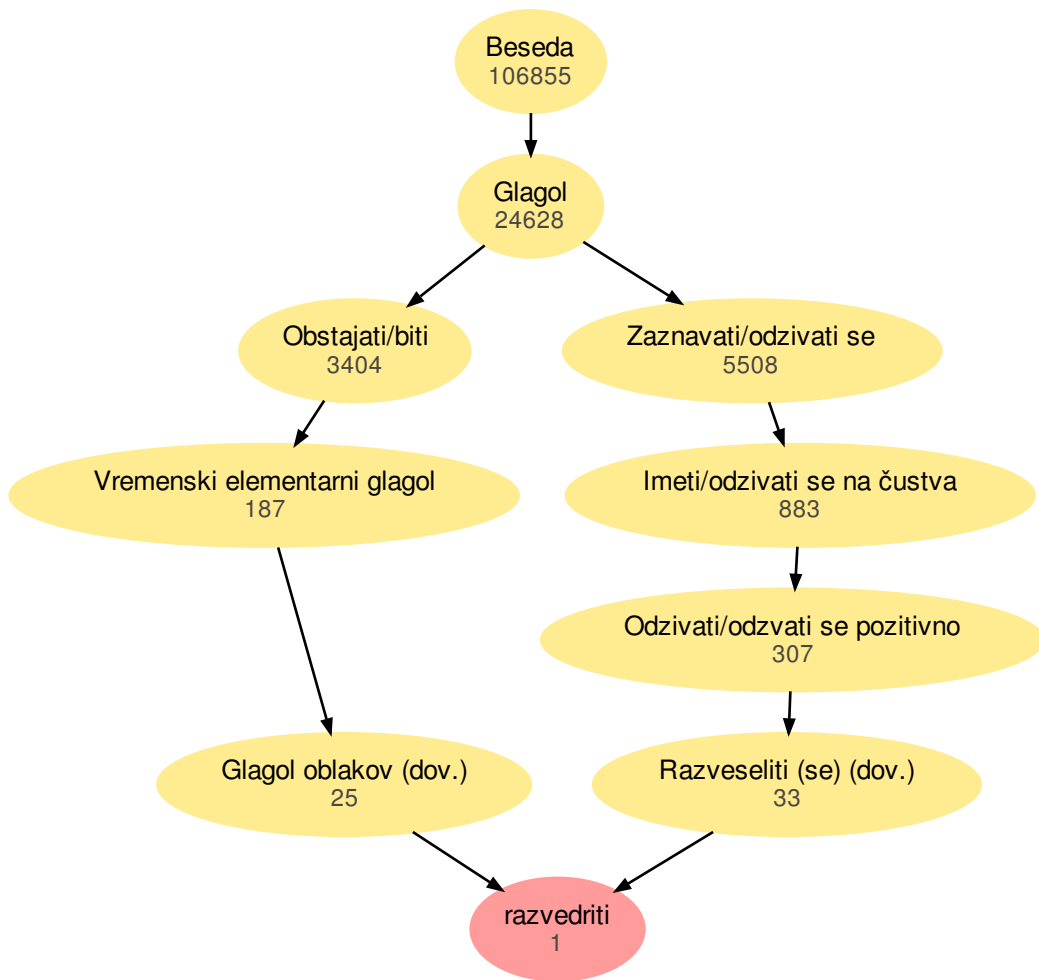 Beseda
106855
Glagol
24628
Obstajati/biti
3404
Zaznavati/odzivati se
5508
Vremenski elementarni glagol
187
Imeti/odzivati se na čustva
883
Odzivati/odzvati se pozitivno
307
Glagol oblakov (dov.)
25
Razveseliti (se) (dov.)
33
razvedriti
1